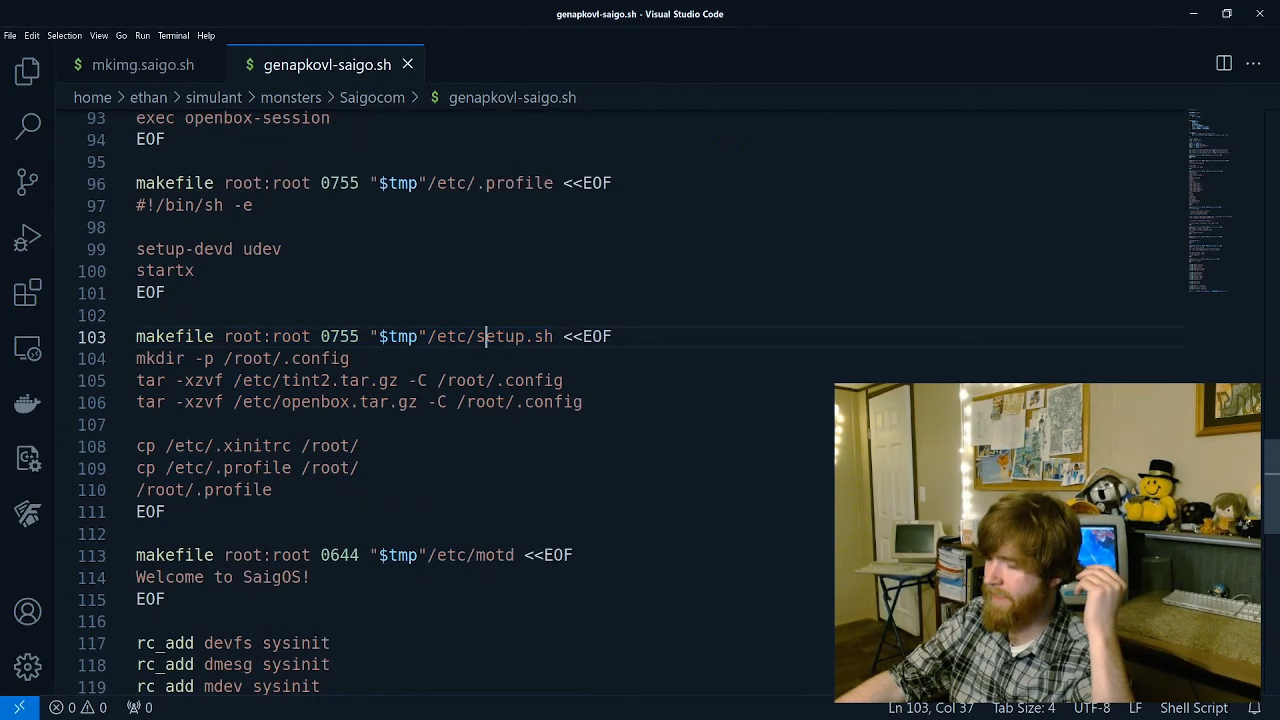 genapkovl-saigo.sh - Visual Studio Code
File Edit Selection View Go Run Terminal Help
$ mkimg.saigo.sh
$ genapkovl-saigo.sh
home > ethan > simulant > monsters > Saigocom > $ genapkovl-saigo.sh
93 exec openbox-session
94 EOF
95
96 makefile root:root 0755 "$tmp"/etc/.profile <<EOF
97 #!/bin/sh -e
98
99 setup-devd udev
100 startx
101 EOF
102
103 makefile root:root 0755 "$tmp"/etc/setup.sh <<EOF
104 mkdir -p /root/.config
105 tar -xzvf /etc/tint2.tar.gz -C /root/.config
106 tar -xzvf /etc/openbox.tar.gz -C /root/.config
107
108 cp /etc/.xinitrc /root/
109 cp /etc/.profile /root/
110 /root/.profile
111 EOF
112
113 makefile root:root 0644 "$tmp"/etc/motd <<EOF
114 Welcome to SaigOS!
115 EOF
116
117 rc_add devfs sysinit
118 rc_add dmesg sysinit
119 rc_add mdev sysinit
0 0 0 Ln 103, Col 37 Tab Size: 4 UTF-8 LF Shell Script